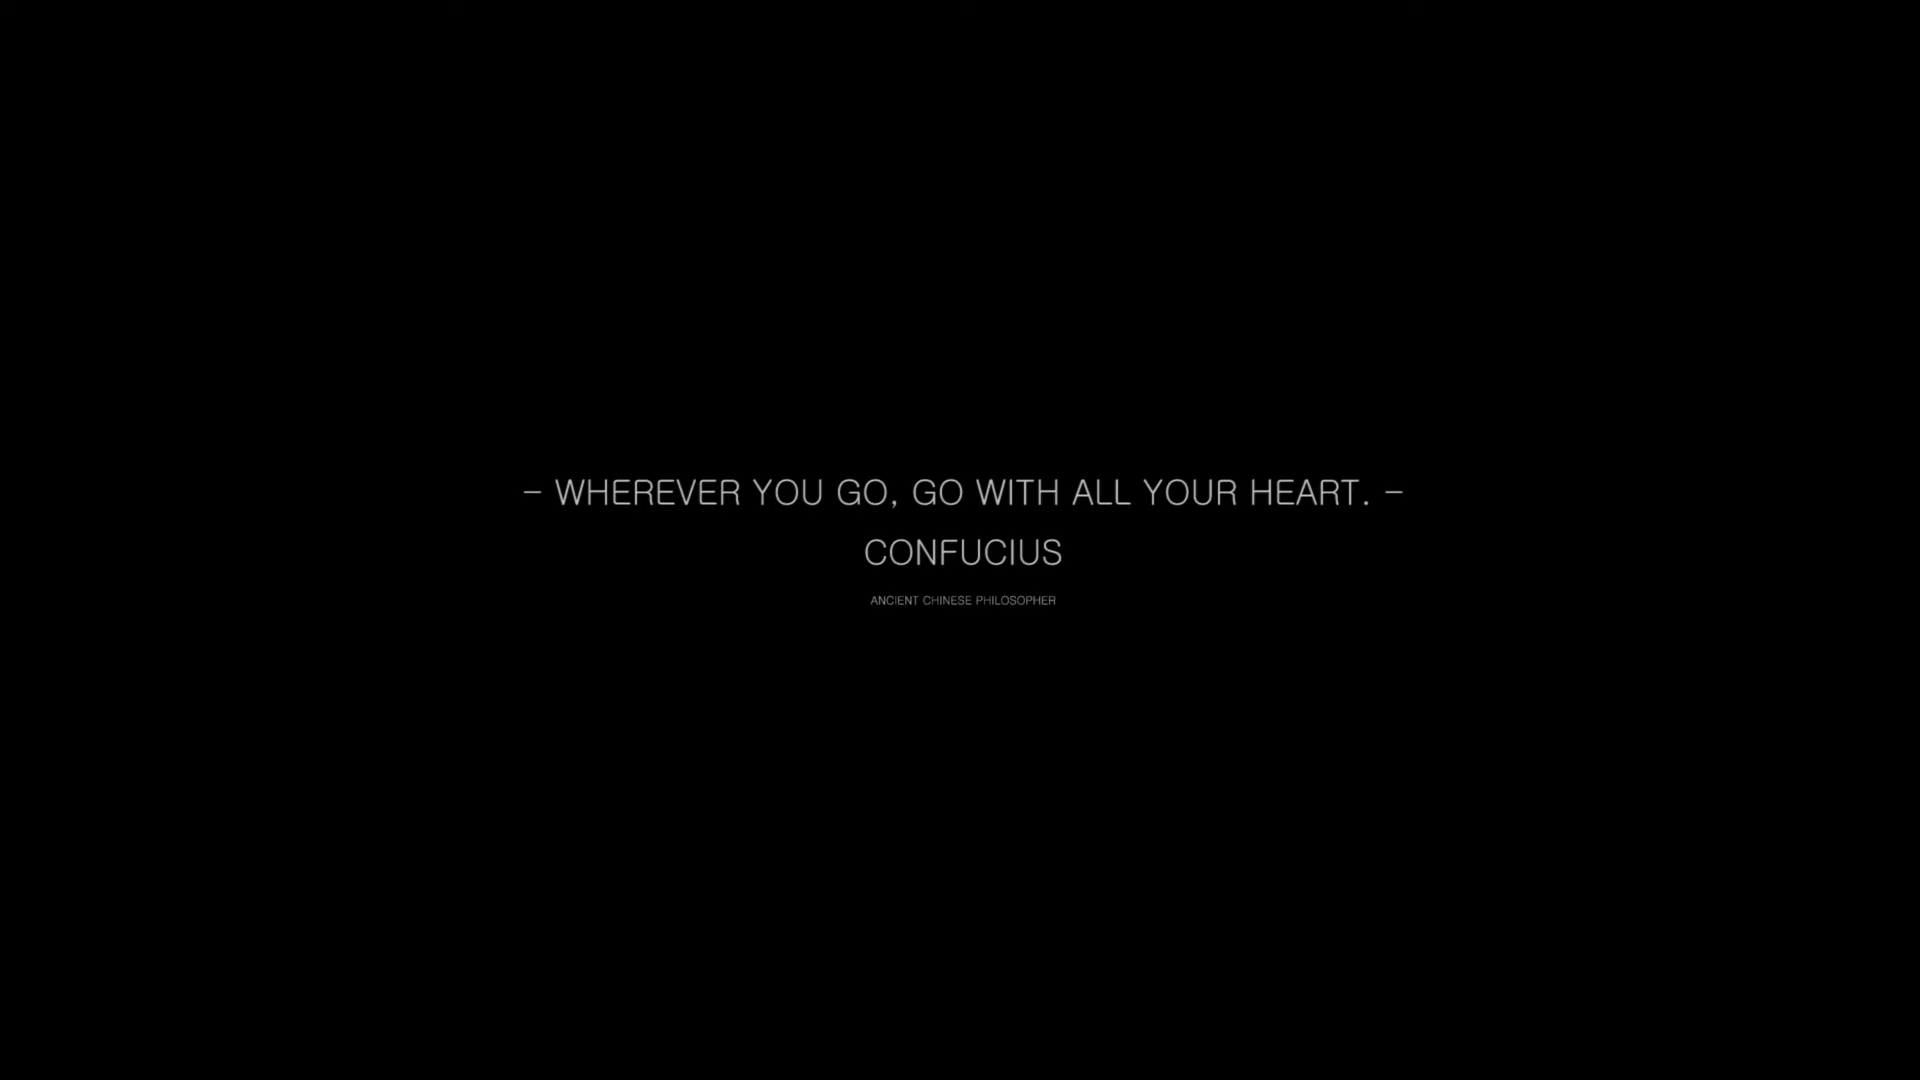 – WHEREVER YOU GO, GO WITH ALL YOUR HEART. –
CONFUCIUS
ANCIENT CHINESE PHILOSOPHER